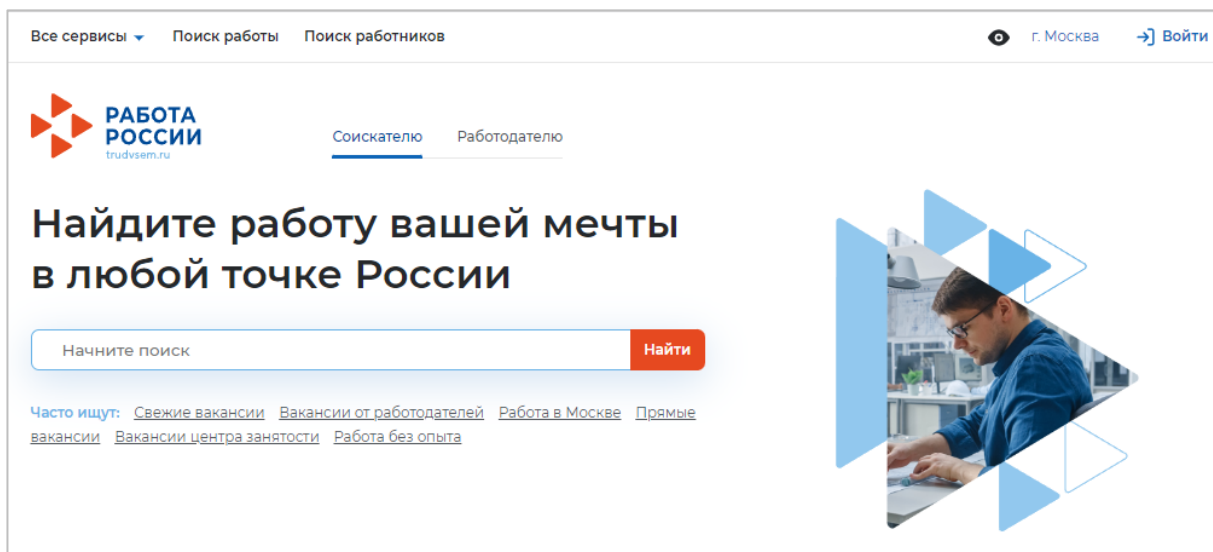 Все сервисы Поиск работы Поиск работников г. Москва Войти
РАБОТА
РОССИИ
trudvsem.ru
Соискателю Работодателю
Найдите работу вашей мечты
в любой точке России
Начните поиск Найти
Часто ищут: Свежие вакансии Вакансии от работодателей Работа в Москве Прямые
вакансии Вакансии центра занятости Работа без опыта